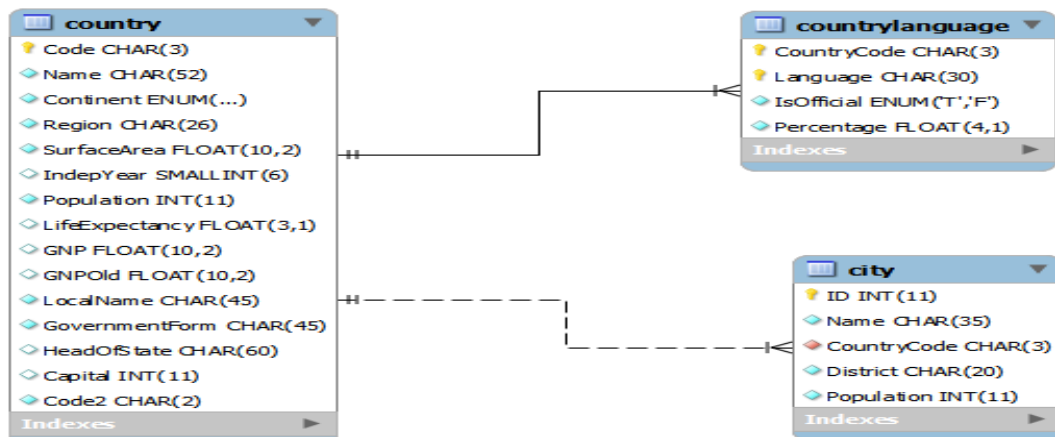 country
Code CHAR(3)
Name CHAR(52)
Continent ENUM(...)
Region CHAR(26)
SurfaceArea FLOAT(10,2)
IndepYear SMALLINT(6)
Population INT(11)
LifeExpectancy FLOAT(3,1)
GNP FLOAT(10,2)
GNPOld FLOAT(10,2)
LocalName CHAR(45)
GovernmentForm CHAR(45)
HeadOfState CHAR(60)
Capital INT(11)
Code2 CHAR(2)
Indexes
countrylanguage
CountryCode CHAR(3)
Language CHAR(30)
IsOfficial ENUM('T','F')
Percentage FLOAT(4,1)
Indexes
city
ID INT(11)
Name CHAR(35)
CountryCode CHAR(3)
District CHAR(20)
Population INT(11)
Indexes